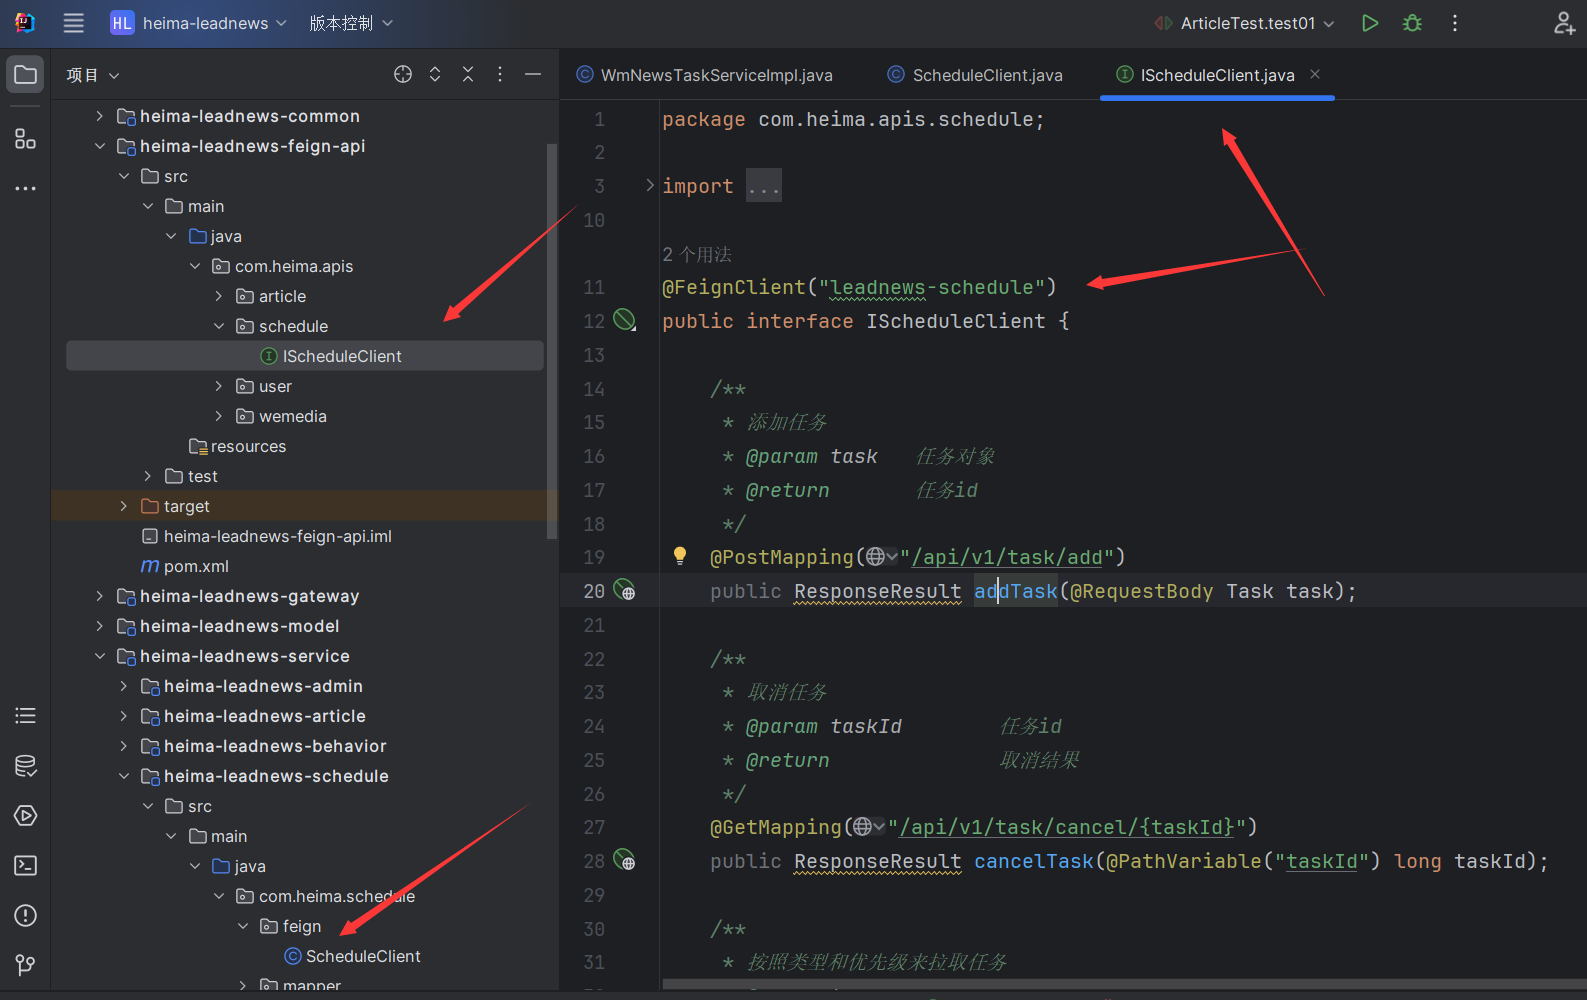 HL heima-leadnews 版本控制 ArticleTest.test01
项目
WmNewsTaskServiceImpl.java ScheduleClient.java IScheduleClient.java
heima-leadnews-common
heima-leadnews-feign-api
src
main
java
com.heima.apis
article
schedule
IScheduleClient
user
wemedia
resources
test
target
heima-leadnews-feign-api.iml
pom.xml
heima-leadnews-gateway
heima-leadnews-model
heima-leadnews-service
heima-leadnews-admin
heima-leadnews-article
heima-leadnews-behavior
heima-leadnews-schedule
src
main
java
com.heima.schedule
feign
ScheduleClient
mapper
1 package com.heima.apis.schedule;
2
3 import ...
10
2 个用法
11 @FeignClient("leadnews-schedule")
12 public interface IScheduleClient {
13
14 /**
15 * 添加任务
16 * @param task 任务对象
17 * @return 任务id
18 */
19 @PostMapping("/api/v1/task/add")
20 public ResponseResult addTask(@RequestBody Task task);
21
22 /**
23 * 取消任务
24 * @param taskId 任务id
25 * @return 取消结果
26 */
27 @GetMapping("/api/v1/task/cancel/{taskId}")
28 public ResponseResult cancelTask(@PathVariable("taskId") long taskId);
29
30 /**
31 * 按照类型和优先级来拉取任务